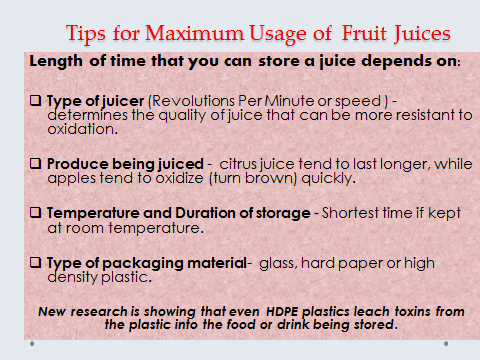 Tips for Maximum Usage of Fruit Juices
Length of time that you can store a juice depends on:
❑ Type of juicer (Revolutions Per Minute or speed ) -
determines the quality of juice that can be more resistant to
oxidation.
❑ Produce being juiced - citrus juice tend to last longer, while
apples tend to oxidize (turn brown) quickly.
❑ Temperature and Duration of storage - Shortest time if kept
at room temperature.
❑ Type of packaging material- glass, hard paper or high
density plastic.
New research is showing that even HDPE plastics leach toxins from
the plastic into the food or drink being stored.